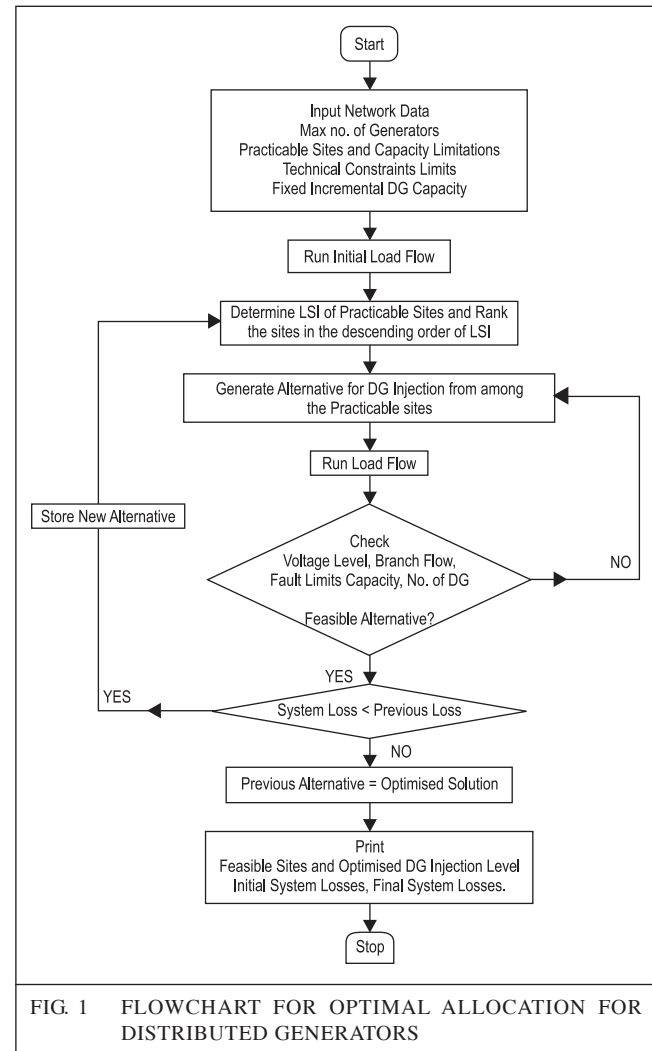 Start
Input Network Data
Max no. of Generators
Practicable Sites and Capacity Limitations
Technical Constraints Limits
Fixed Incremental DG Capacity
Run Initial Load Flow
Determine LSI of Practicable Sites and Rank
the sites in the descending order of LSI
Generate Alternative for DG Injection from among
the Practicable sites
Run Load Flow
Store New Alternative
Check
Voltage Level, Branch Flow,
Fault Limits Capacity, No. of DG
Feasible Alternative?
NO
YES
YES
System Loss < Previous Loss
NO
Previous Alternative = Optimised Solution
Print
Feasible Sites and Optimised DG Injection Level
Initial System Losses, Final System Losses.
Stop
FIG. 1 FLOWCHART FOR OPTIMAL ALLOCATION FOR
DISTRIBUTED GENERATORS